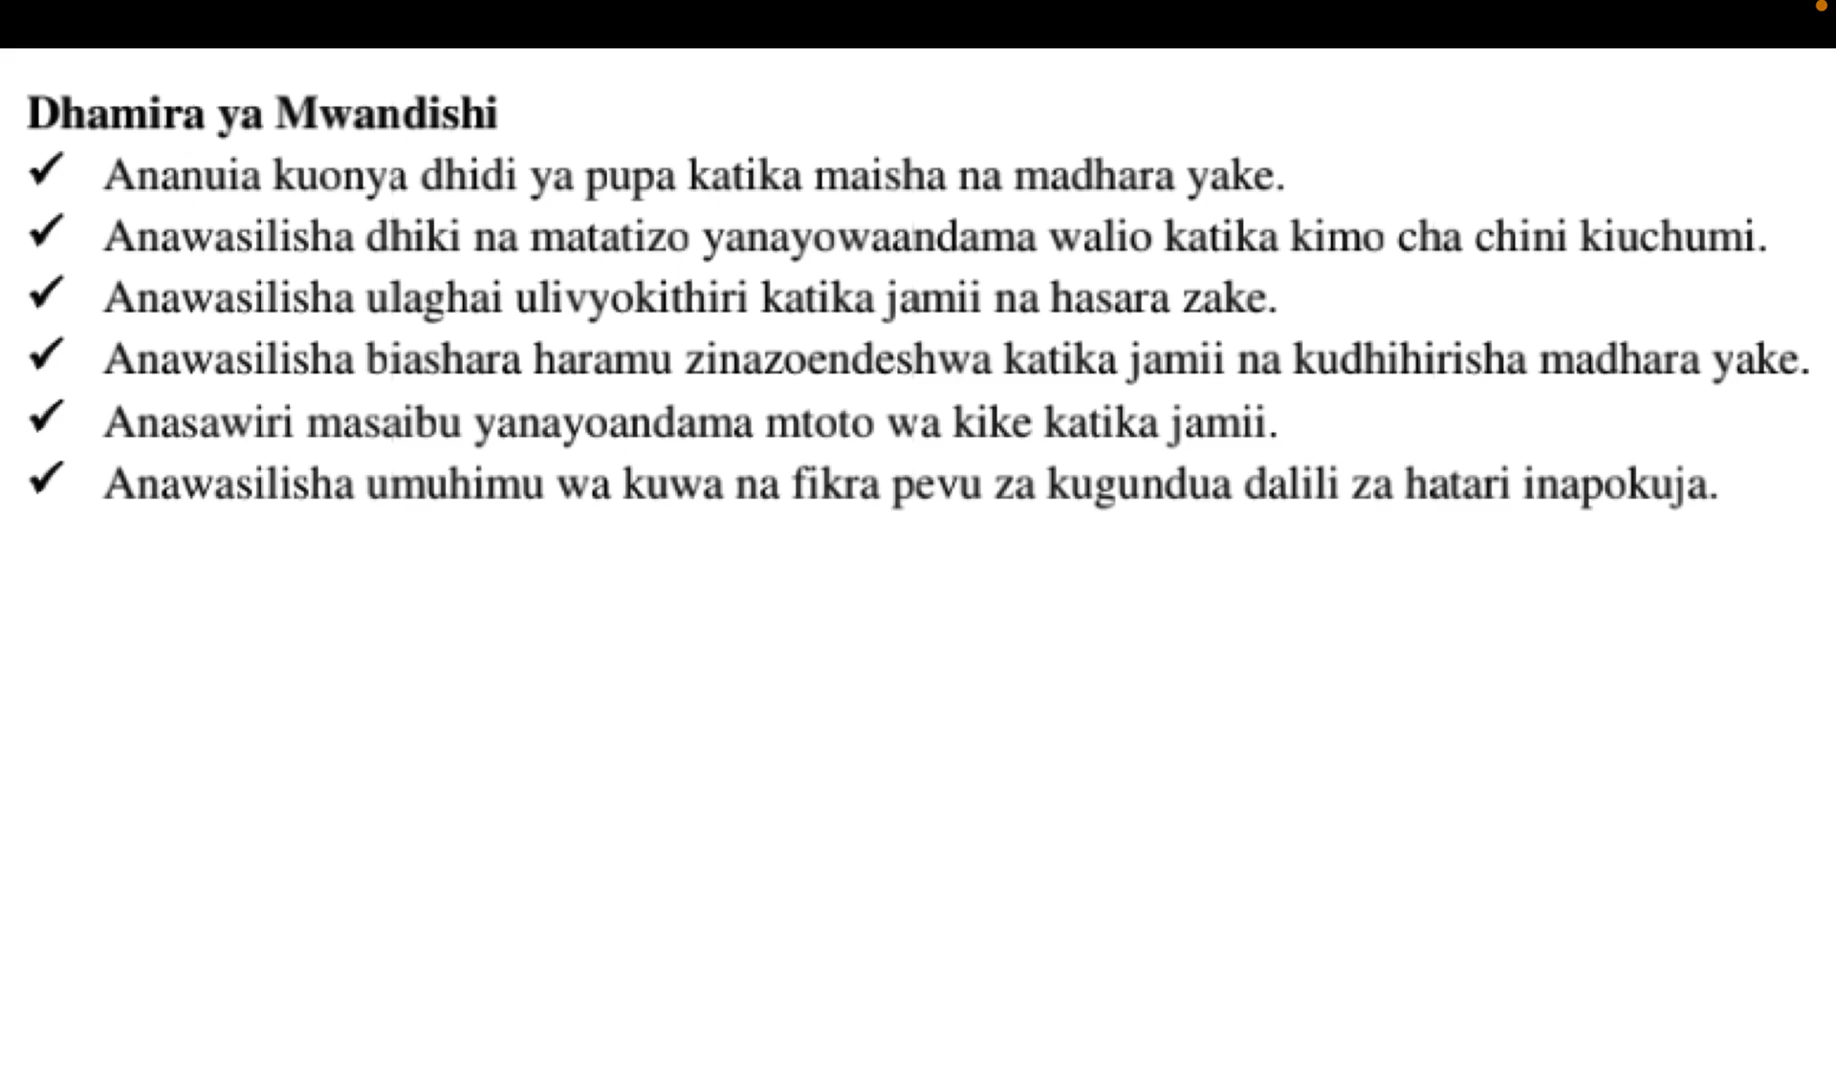 Dhamira ya Mwandishi
✓ Ananuia kuonya dhidi ya pupa katika maisha na madhara yake.
✓ Anawasilisha dhiki na matatizo yanayowaandama walio katika kimo cha chini kiuchumi.
✓ Anawasilisha ulaghai ulivyokithiri katika jamii na hasara zake.
✓ Anawasilisha biashara haramu zinazoendeshwa katika jamii na kudhihirisha madhara yake.
✓ Anasawiri masaibu yanayoandama mtoto wa kike katika jamii.
✓ Anawasilisha umuhimu wa kuwa na fikra pevu za kugundua dalili za hatari inapokuja.